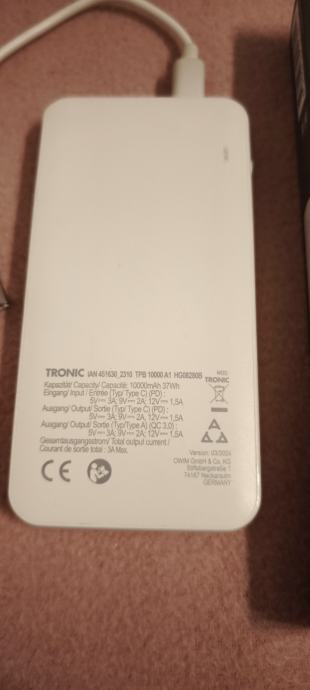 TRONIC IAN 451630_2310 TPB 10000 A1 HG08280B
Kapazität/ Capacity/ Capacité: 10000mAh 37Wh
Eingang/ Input / Entrée (Typ/ Type C) (PD) :
5V⎓ 3A; 9V⎓ 2A; 12V⎓ 1,5A
Ausgang/ Output/ Sortie (Typ/ Type C) (PD) :
5V⎓ 3A; 9V⎓ 2A; 12V⎓ 1,5A
Ausgang/ Output/ Sortie (Typ/Type A) (QC 3.0) :
5V⎓ 3A; 9V⎓ 2A; 12V⎓ 1,5A
Gesamtausgangsstrom/ Total output current /
Courant de sortie total : 3A Max.
CE
TRONIC
Version: 03/2024
OWIM GmbH & Co. KG
Stiftsbergstraße 1
74167 Neckarsulm
GERMANY